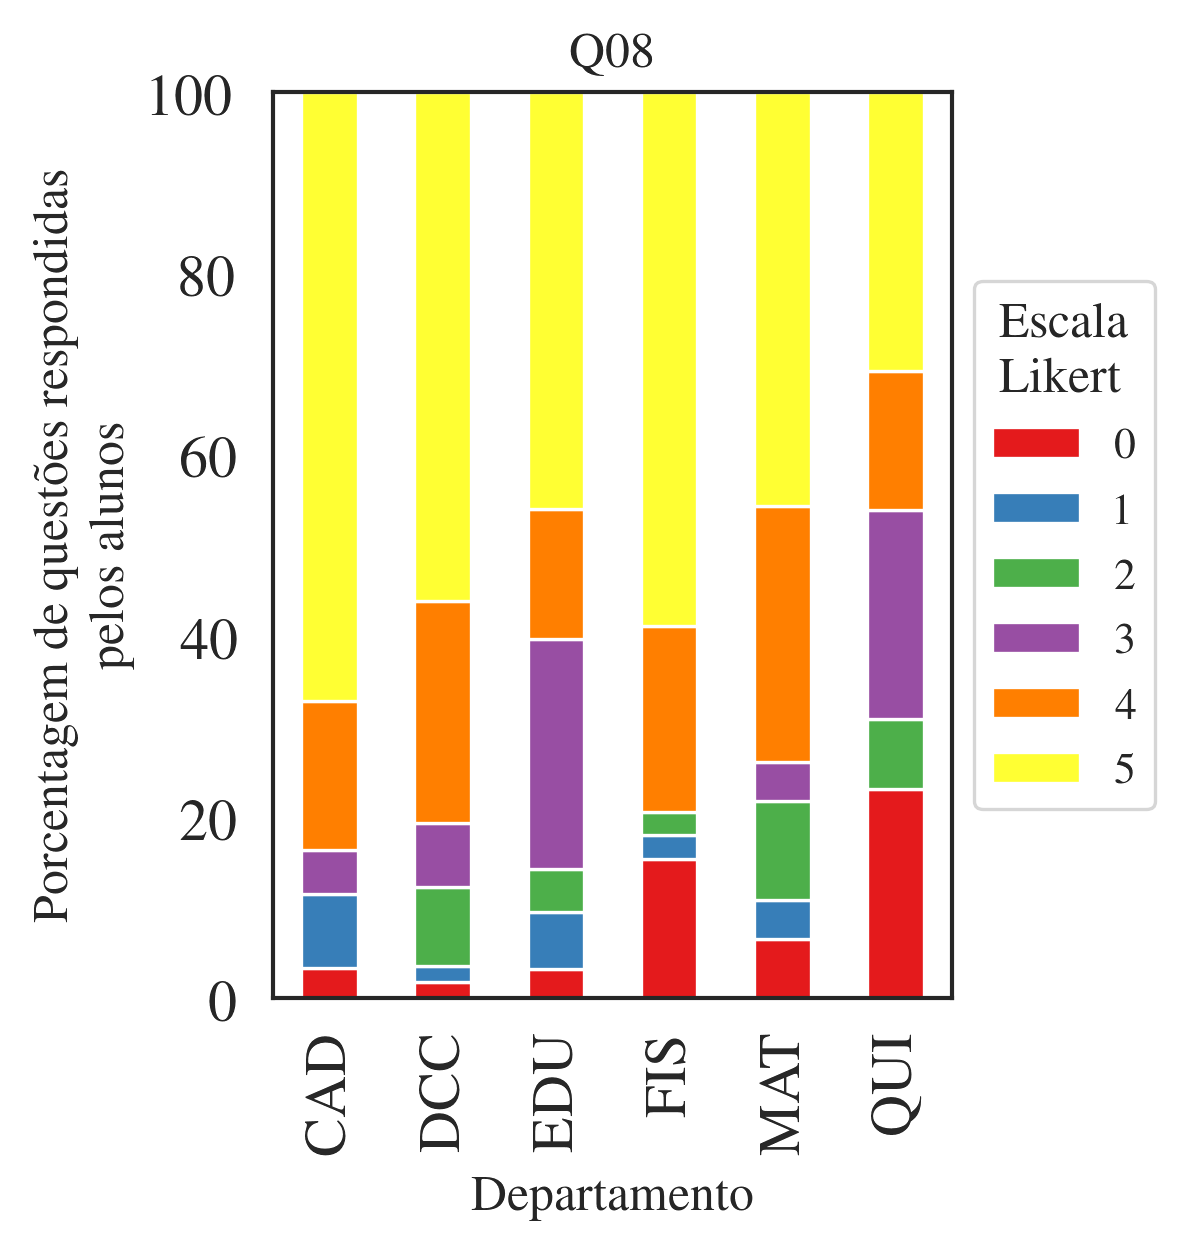 Q08
Porcentagem de questões respondidas
pelos alunos
100
80
60
40
20
0
CAD
DCC
EDU
FIS
MAT
QUI
Departamento
Escala
Likert
0
1
2
3
4
5